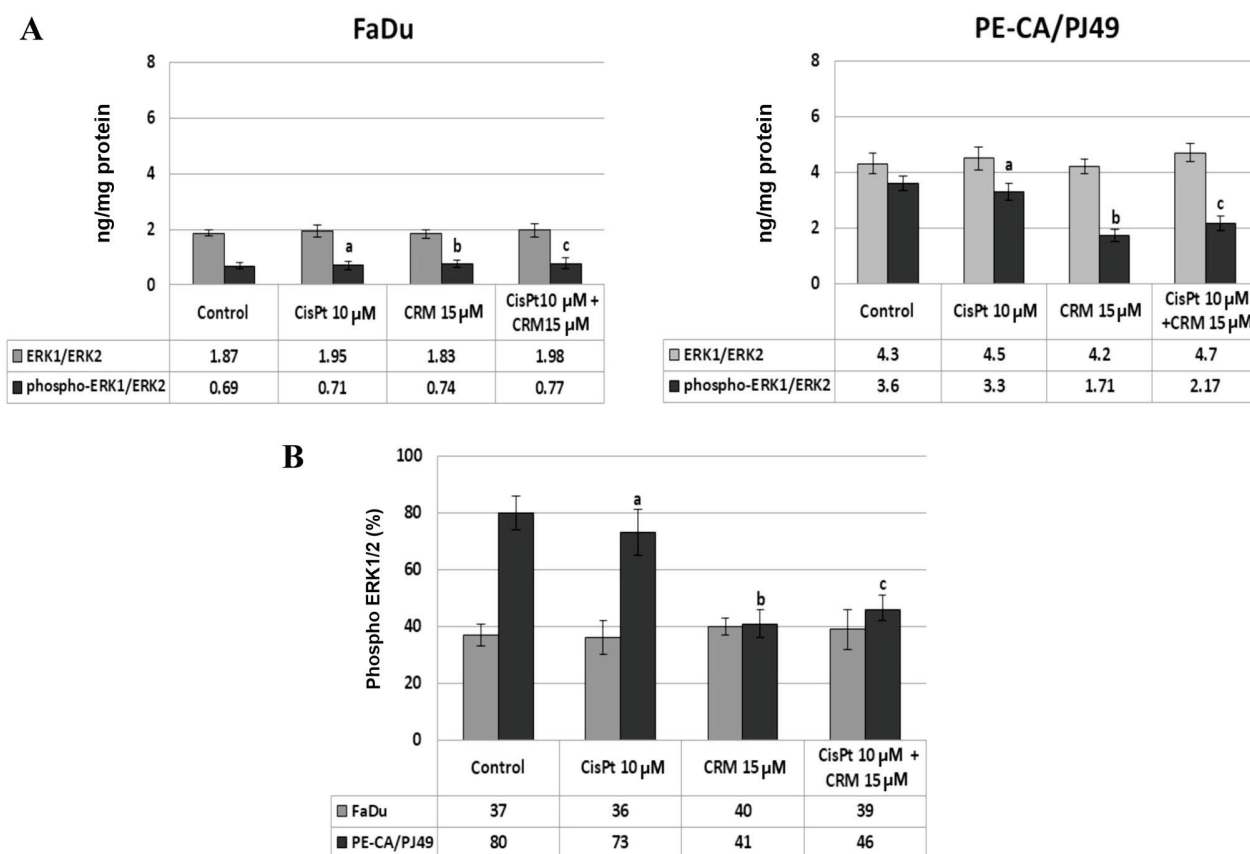 A
FaDu
ng/mg protein
8
6
4
2
0
a
b
c
Control
CisPt 10 µM
CRM 15 µM
CisPt10 µM +
CRM15 µM
ERK1/ERK2 1.87 1.95 1.83 1.98
phospho-ERK1/ERK2 0.69 0.71 0.74 0.77
PE-CA/PJ49
ng/mg protein
8
6
4
2
0
a
b
c
Control
CisPt 10 µM
CRM 15 µM
CisPt 10 µM
+CRM 15 µM
ERK1/ERK2 4.3 4.5 4.2 4.7
phospho-ERK1/ERK2 3.6 3.3 1.71 2.17
B
Phospho ERK1/2 (%)
100
80
60
40
20
0
a
b
c
Control
CisPt 10 µM
CRM 15 µM
CisPt 10 µM +
CRM 15 µM
FaDu 37 36 40 39
PE-CA/PJ49 80 73 41 46